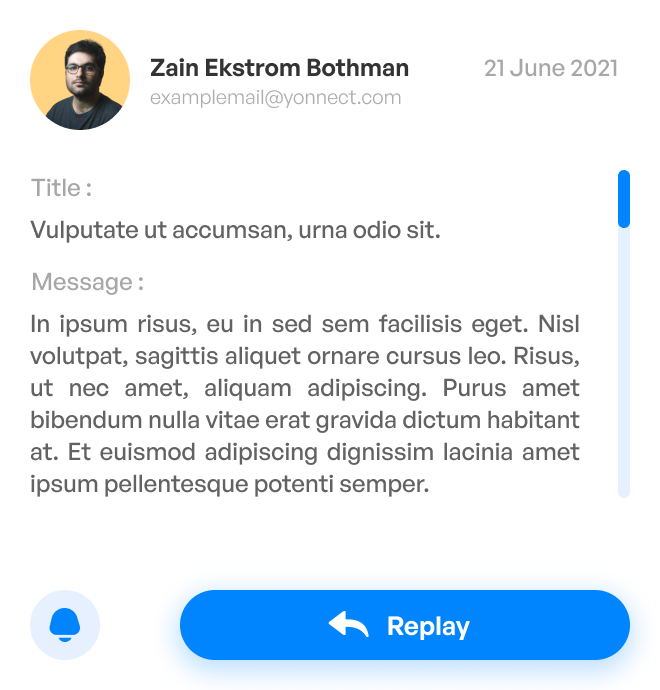 Zain Ekstrom Bothman
21 June 2021
examplemail@yonnect.com
Title :
Vulputate ut accumsan, urna odio sit.
Message :
In ipsum risus, eu in sed sem facilisis eget. Nisl
volutpat, sagittis aliquet ornare cursus leo. Risus,
ut nec amet, aliquam adipiscing. Purus amet
bibendum nulla vitae erat gravida dictum habitant
at. Et euismod adipiscing dignissim lacinia amet
ipsum pellentesque potenti semper.
Replay